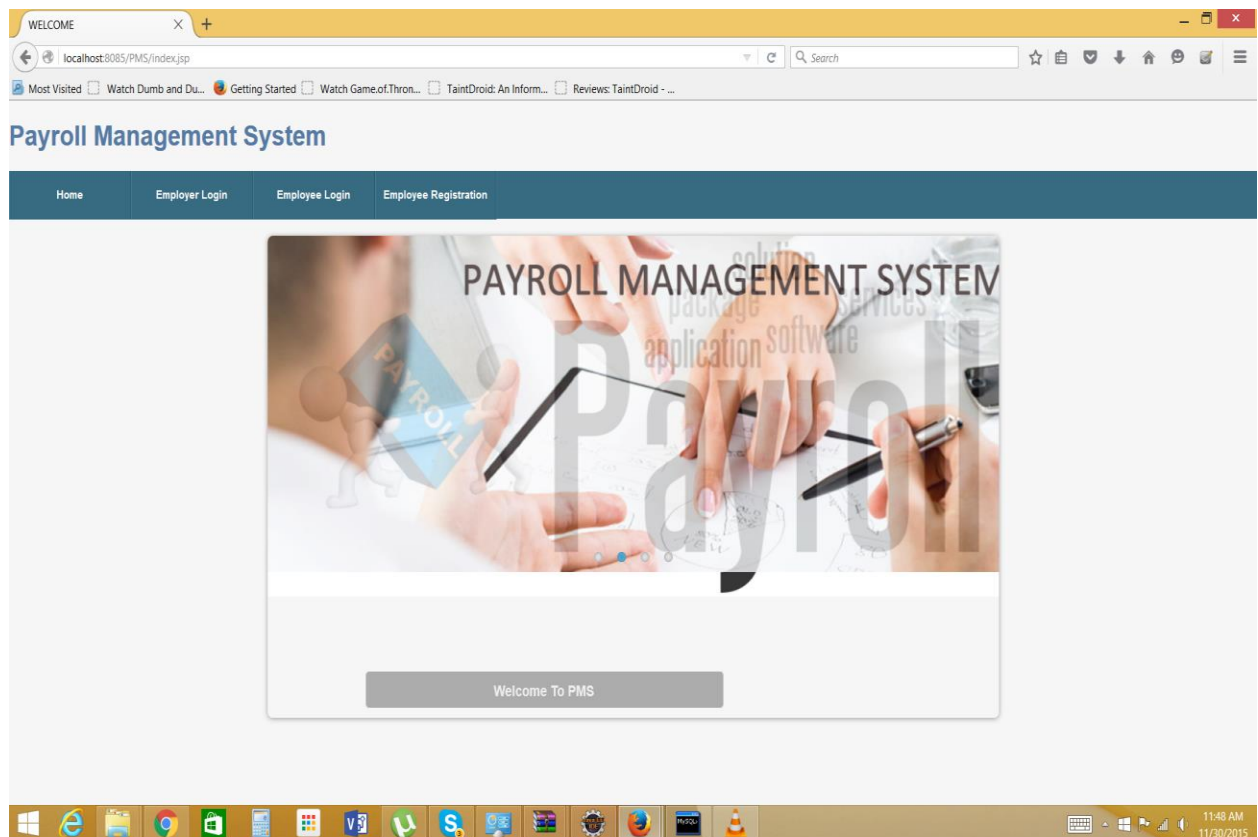 WELCOME
localhost:8085/PMS/index.jsp
Search
Most Visited Watch Dumb and Du... Getting Started Watch Game.of.Thron... TaintDroid: An Inform... Reviews: TaintDroid - ...
Payroll Management System
Home Employer Login Employee Login Employee Registration
PAYROLL MANAGEMENT SYSTEM
solution
package services
application software
PAYROLL
Payroll
Welcome To PMS
11:48 AM
11/30/2015